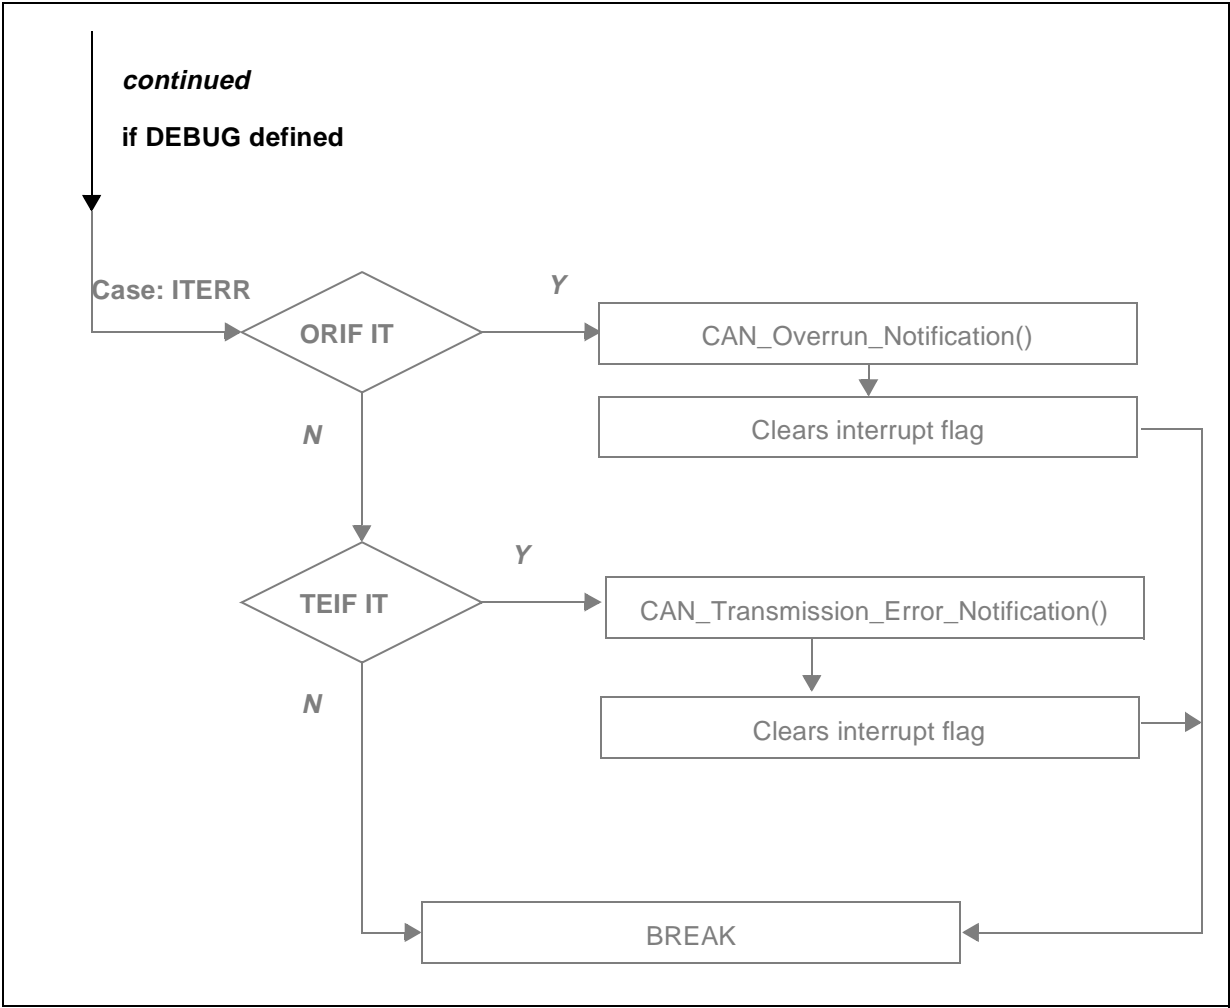 continued
if DEBUG defined
Case: ITERR
ORIF IT
Y
CAN_Overrun_Notification()
Clears interrupt flag
N
TEIF IT
Y
CAN_Transmission_Error_Notification()
Clears interrupt flag
N
BREAK